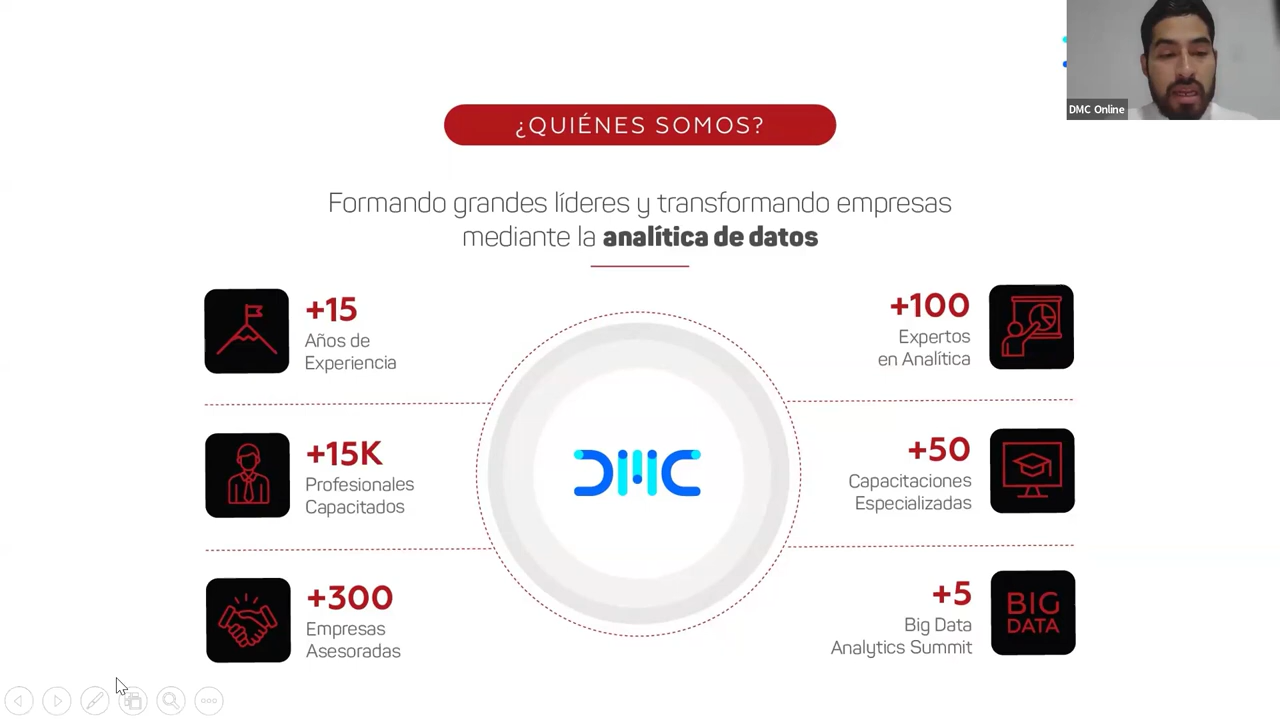 DMC Online
¿QUIÉNES SOMOS?
Formando grandes líderes y transformando empresas
mediante la analítica de datos
+15
Años de
Experiencia
+15K
Profesionales
Capacitados
+300
Empresas
Asesoradas
DMC
+100
Expertos
en Analítica
+50
Capacitaciones
Especializadas
+5
Big Data
Analytics Summit
BIG
DATA